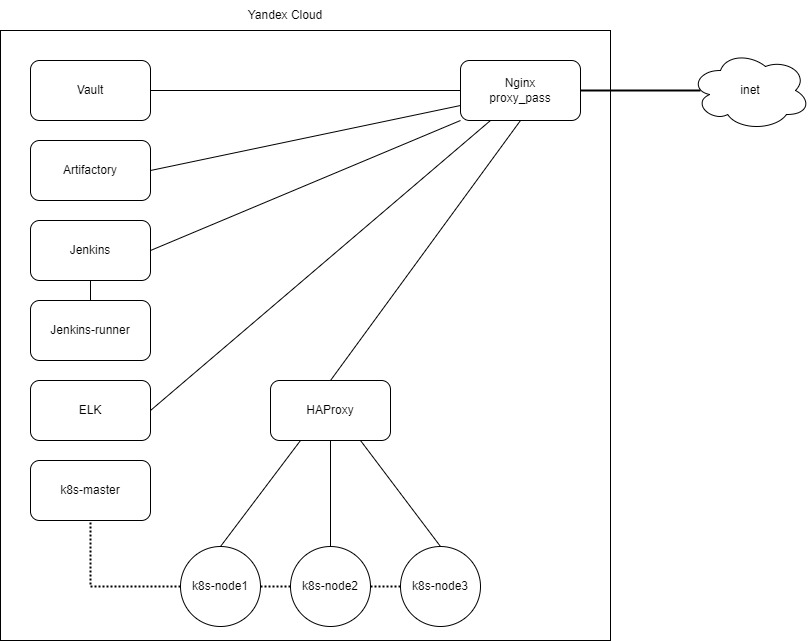 Yandex Cloud
Vault
Nginx
proxy_pass
inet
Artifactory
Jenkins
Jenkins-runner
ELK
HAProxy
k8s-master
k8s-node1
k8s-node2
k8s-node3